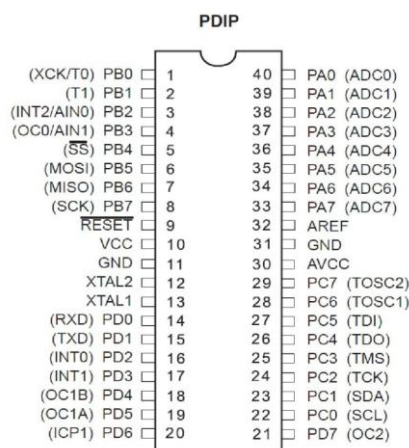 PDIP
(XCK/T0) PB0 1 40 PA0 (ADC0)
(T1) PB1 2 39 PA1 (ADC1)
(INT2/AIN0) PB2 3 38 PA2 (ADC2)
(OC0/AIN1) PB3 4 37 PA3 (ADC3)
(SS) PB4 5 36 PA4 (ADC4)
(MOSI) PB5 6 35 PA5 (ADC5)
(MISO) PB6 7 34 PA6 (ADC6)
(SCK) PB7 8 33 PA7 (ADC7)
RESET 9 32 AREF
VCC 10 31 GND
GND 11 30 AVCC
XTAL2 12 29 PC7 (TOSC2)
XTAL1 13 28 PC6 (TOSC1)
(RXD) PD0 14 27 PC5 (TDI)
(TXD) PD1 15 26 PC4 (TDO)
(INT0) PD2 16 25 PC3 (TMS)
(INT1) PD3 17 24 PC2 (TCK)
(OC1B) PD4 18 23 PC1 (SDA)
(OC1A) PD5 19 22 PC0 (SCL)
(ICP1) PD6 20 21 PD7 (OC2)